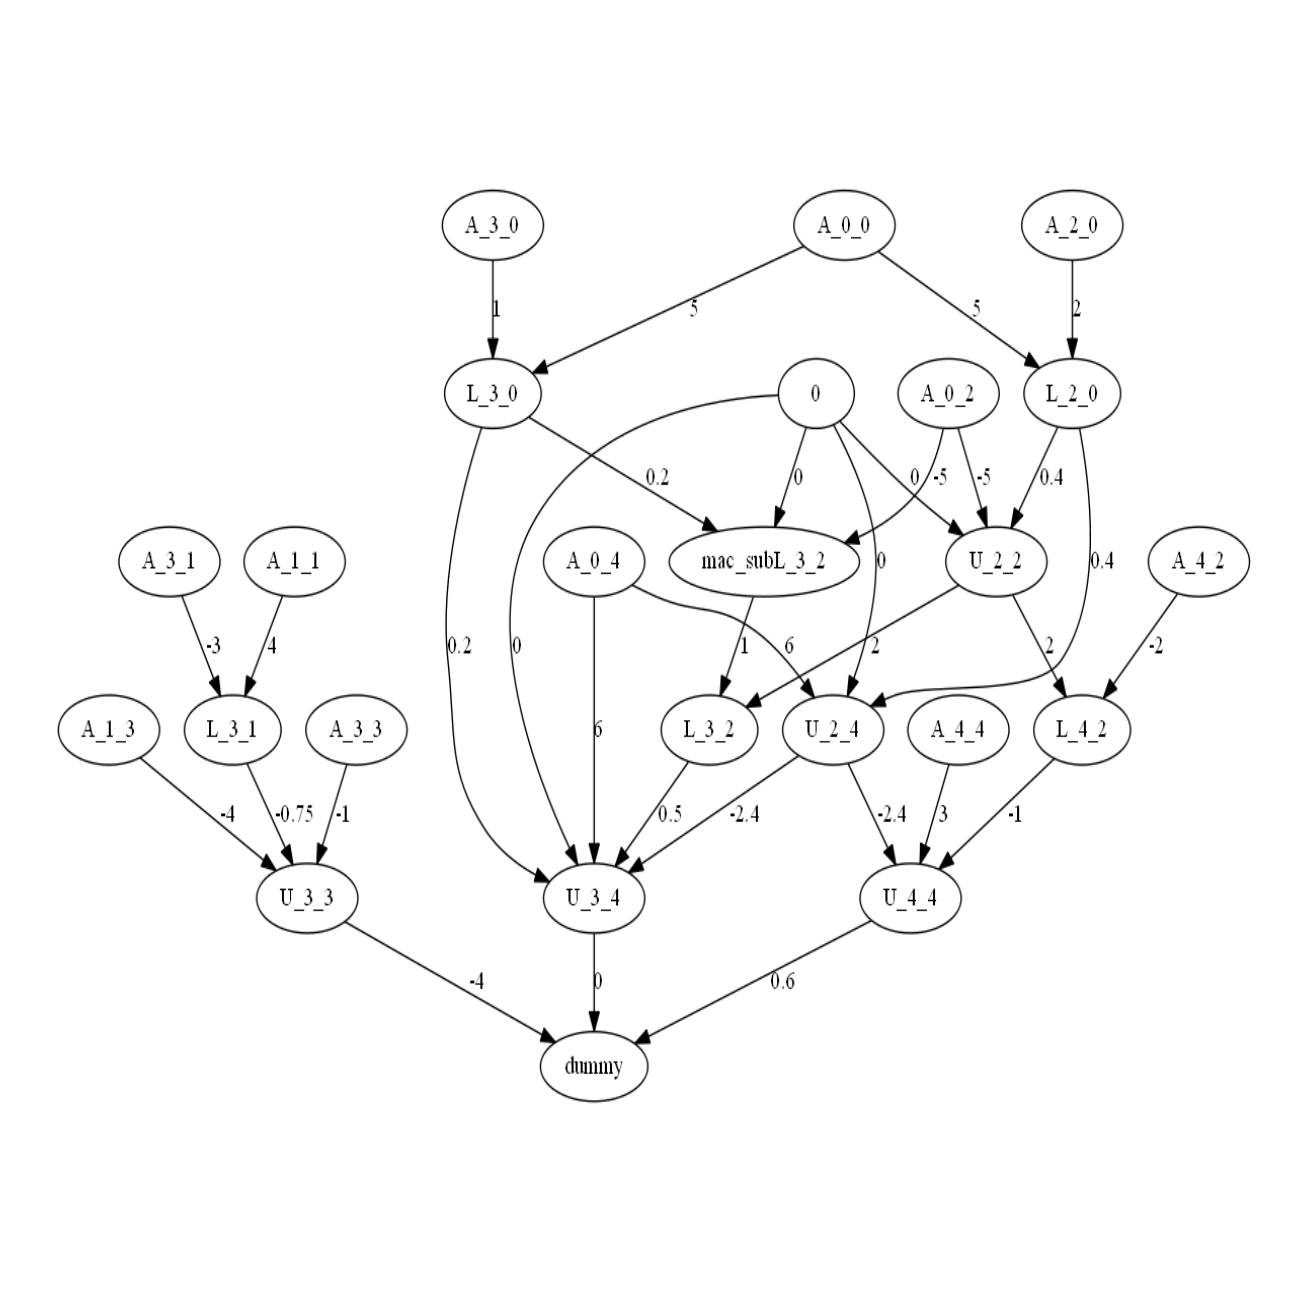 A_3_0 A_0_0 A_2_0
1 5 5 2
L_3_0 0 A_0_2 L_2_0
0.2 0 0 -5 -5 0.4
A_3_1 A_1_1 A_0_4 mac_subL_3_2 0 U_2_2 0.4 A_4_2
-3 4 0.2 0 1 6 2 2 -2
A_1_3 L_3_1 A_3_3 6 L_3_2 U_2_4 A_4_4 L_4_2
-4 -0.75 -1 0.5 -2.4 -2.4 3 -1
U_3_3 U_3_4 U_4_4
-4 0 0.6
dummy